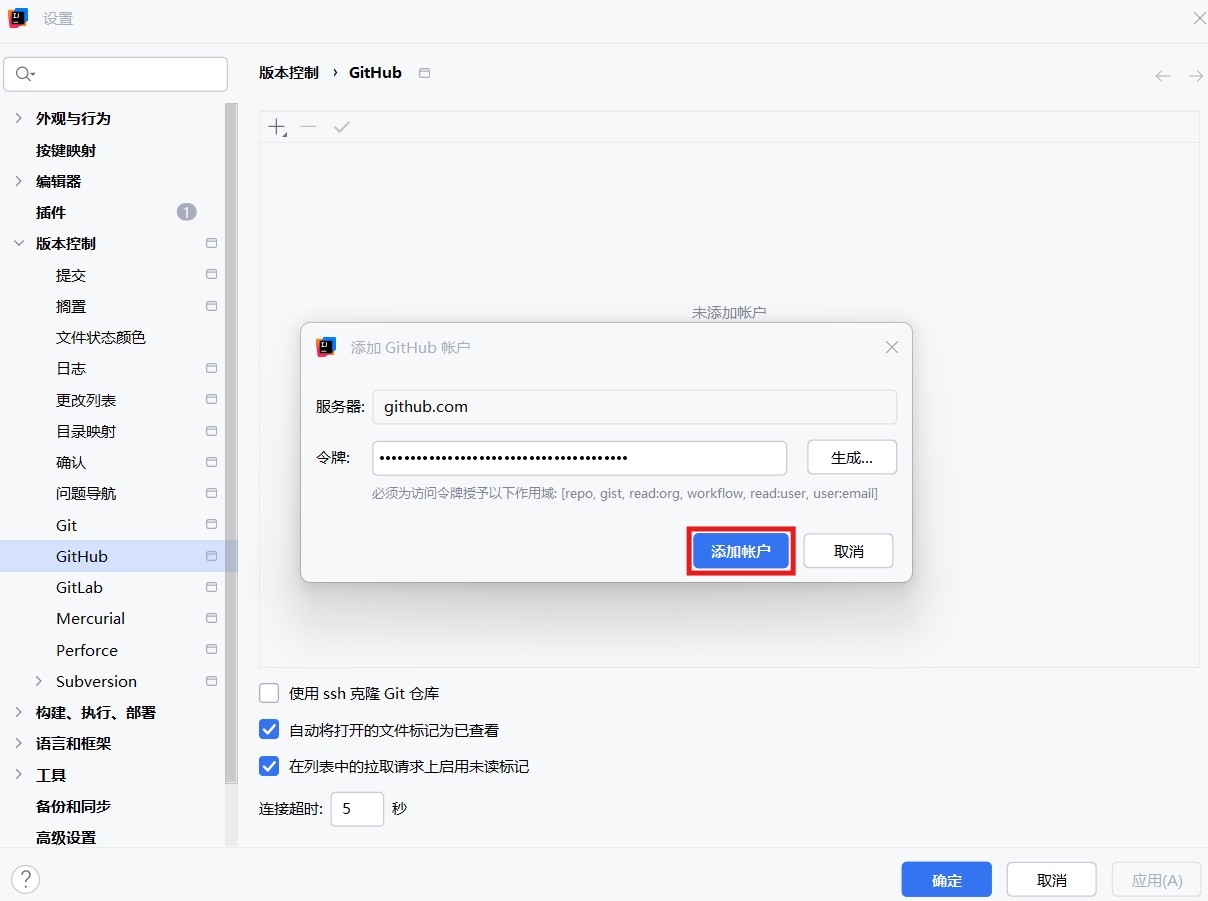 设置
版本控制 › GitHub
外观与行为
按键映射
编辑器
插件 1
版本控制
提交
搁置
文件状态颜色
日志
更改列表
目录映射
确认
问题导航
Git
GitHub
GitLab
Mercurial
Perforce
Subversion
构建、执行、部署
语言和框架
工具
备份和同步
高级设置
未添加帐户
添加 GitHub 帐户
服务器: github.com
令牌: ••••••••••••••••••••••••••••••••••••••••
生成...
必须为访问令牌授予以下作用域: [repo, gist, read:org, workflow, read:user, user:email]
添加帐户 取消
使用 ssh 克隆 Git 仓库
自动将打开的文件标记为已查看
在列表中的拉取请求上启用未读标记
连接超时: 5 秒
? 确定 取消 应用(A)